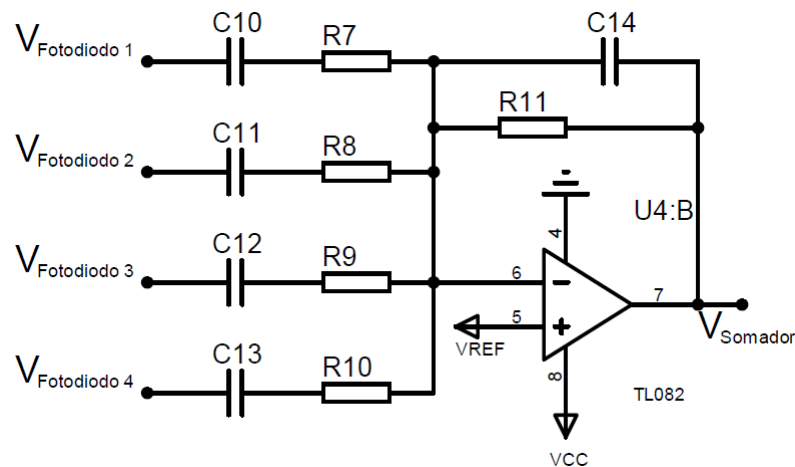 VFotodiodo 1
C10
R7
C14
R11
VFotodiodo 2
C11
R8
U4:B
4
VFotodiodo 3
C12
R9
6
7
5
VREF
VSomador
VFotodiodo 4
C13
R10
8
TL082
VCC